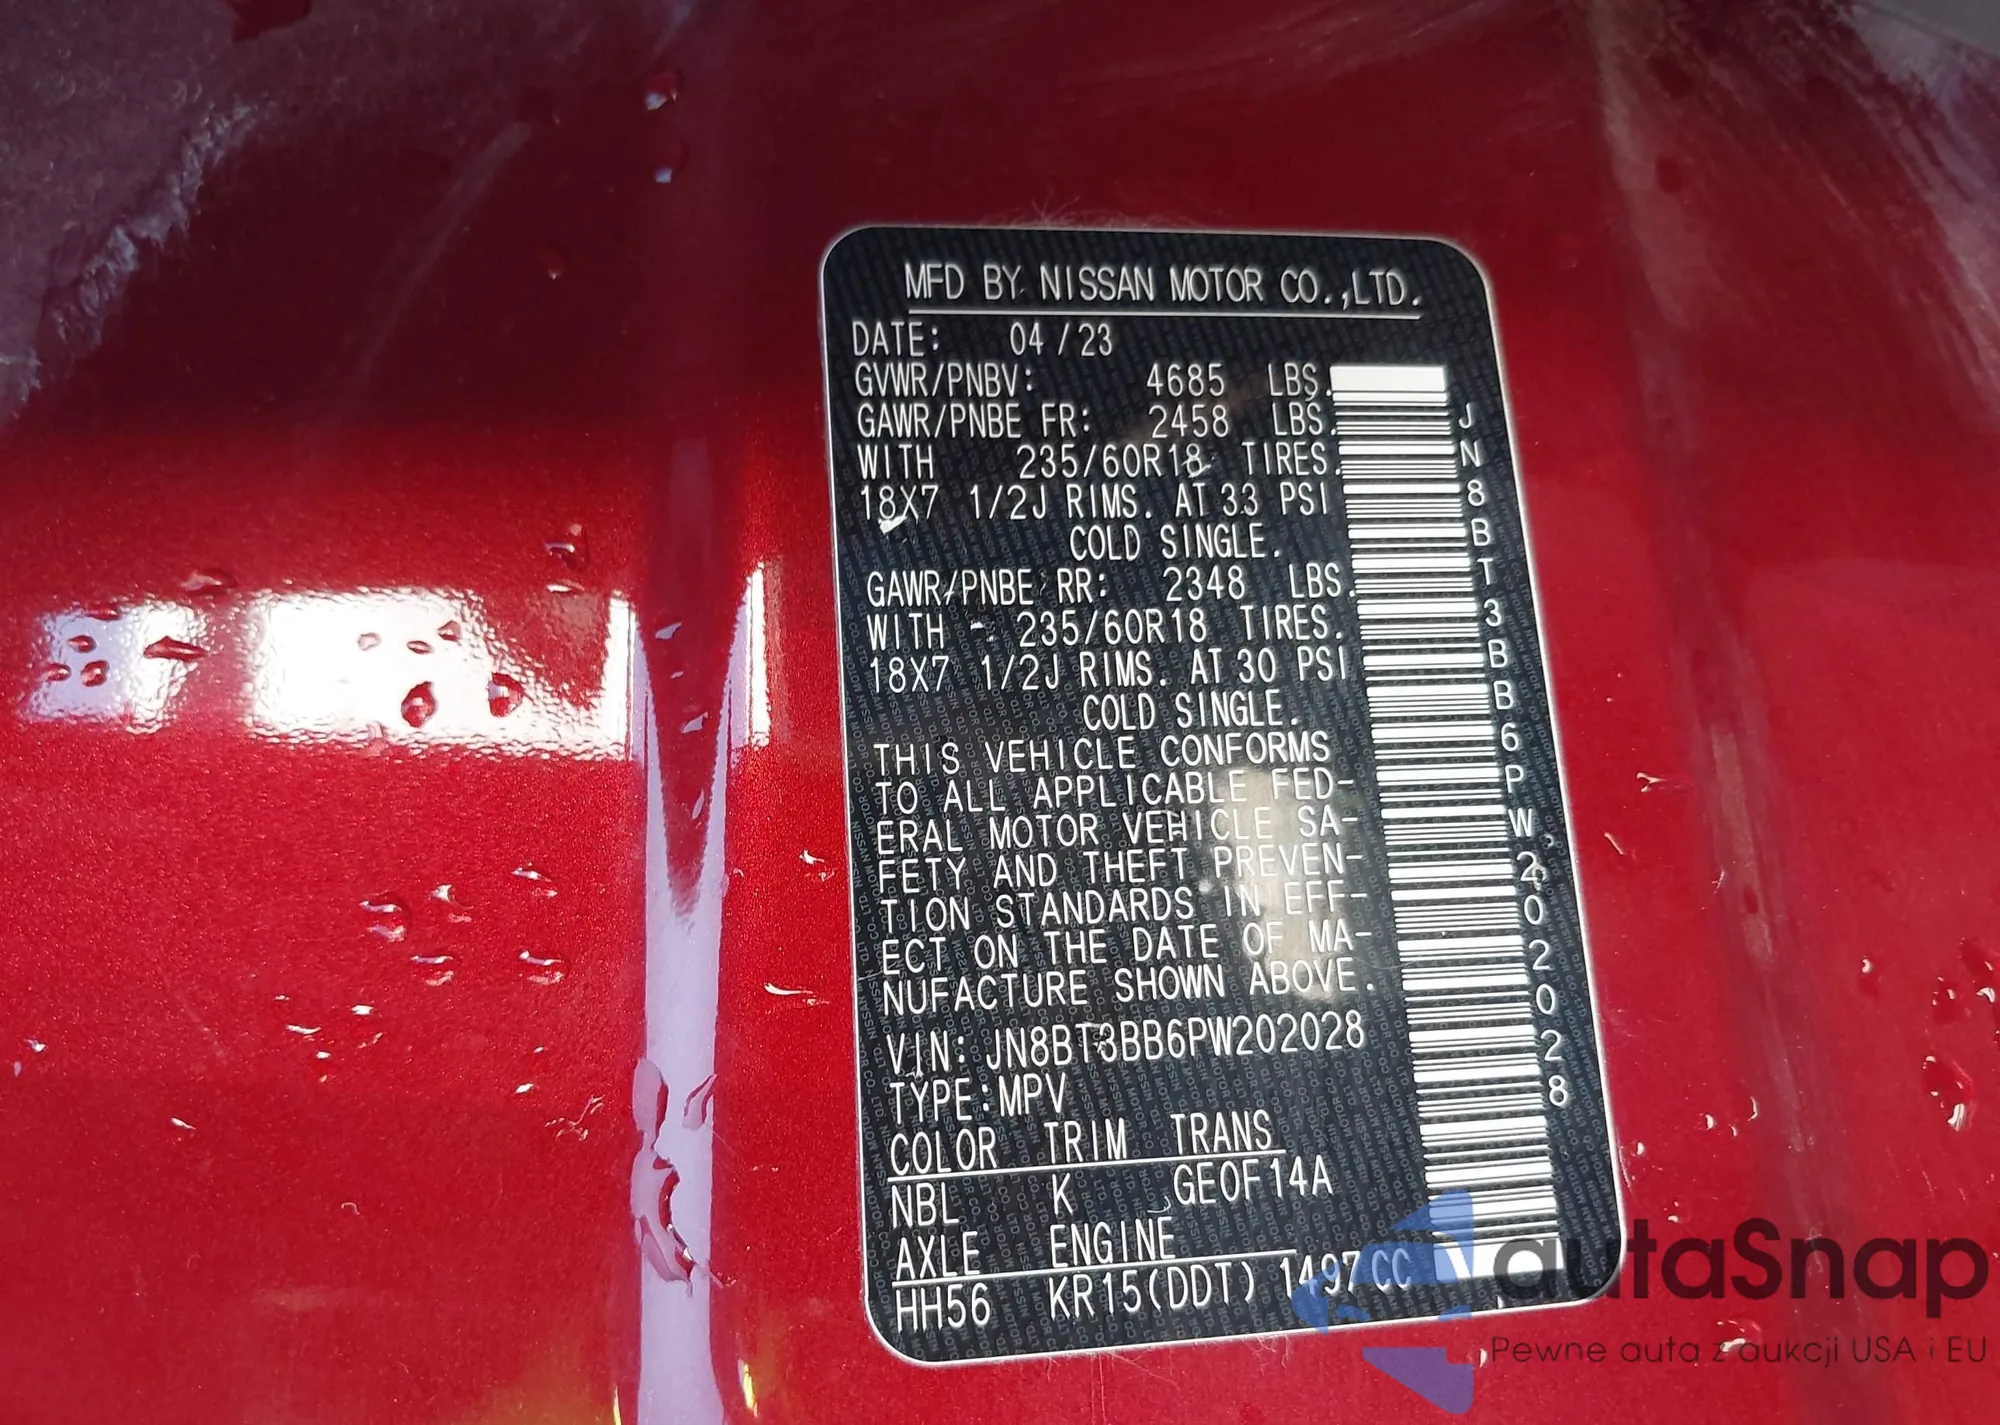 MFD BY NISSAN MOTOR CO.,LTD.
DATE: 04/23
GVWR/PNBV: 4685 LBS.
GAWR/PNBE FR: 2458 LBS.
WITH 235/60R18 TIRES.
18X7 1/2J RIMS. AT 33 PSI
COLD SINGLE.
GAWR/PNBE RR: 2348 LBS.
WITH 235/60R18 TIRES.
18X7 1/2J RIMS. AT 30 PSI
COLD SINGLE.
THIS VEHICLE CONFORMS
TO ALL APPLICABLE FED-
ERAL MOTOR VEHICLE SA-
FETY AND THEFT PREVEN-
TION STANDARDS IN EFF-
ECT ON THE DATE OF MA-
NUFACTURE SHOWN ABOVE.
VIN: JN8BT3BB6PW202028
TYPE:MPV
COLOR TRIM TRANS
NBL K GEOF14A
AXLE ENGINE
HH56 KR15(DDT) 1497CC
JN8BT3BB6PW202028
autaSnap
Pewne auta z aukcji USA i EU